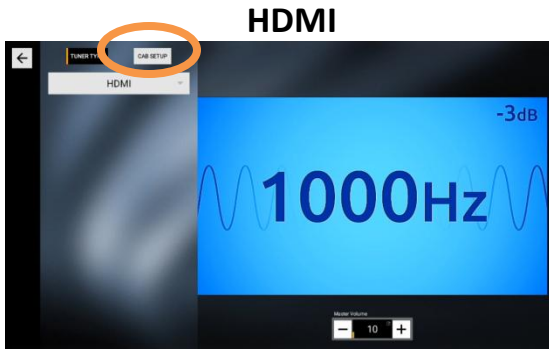 HDMI
TUNER TY
CAB SETUP
HDMI
-3dB
1000Hz
Master Volume
− 10 +